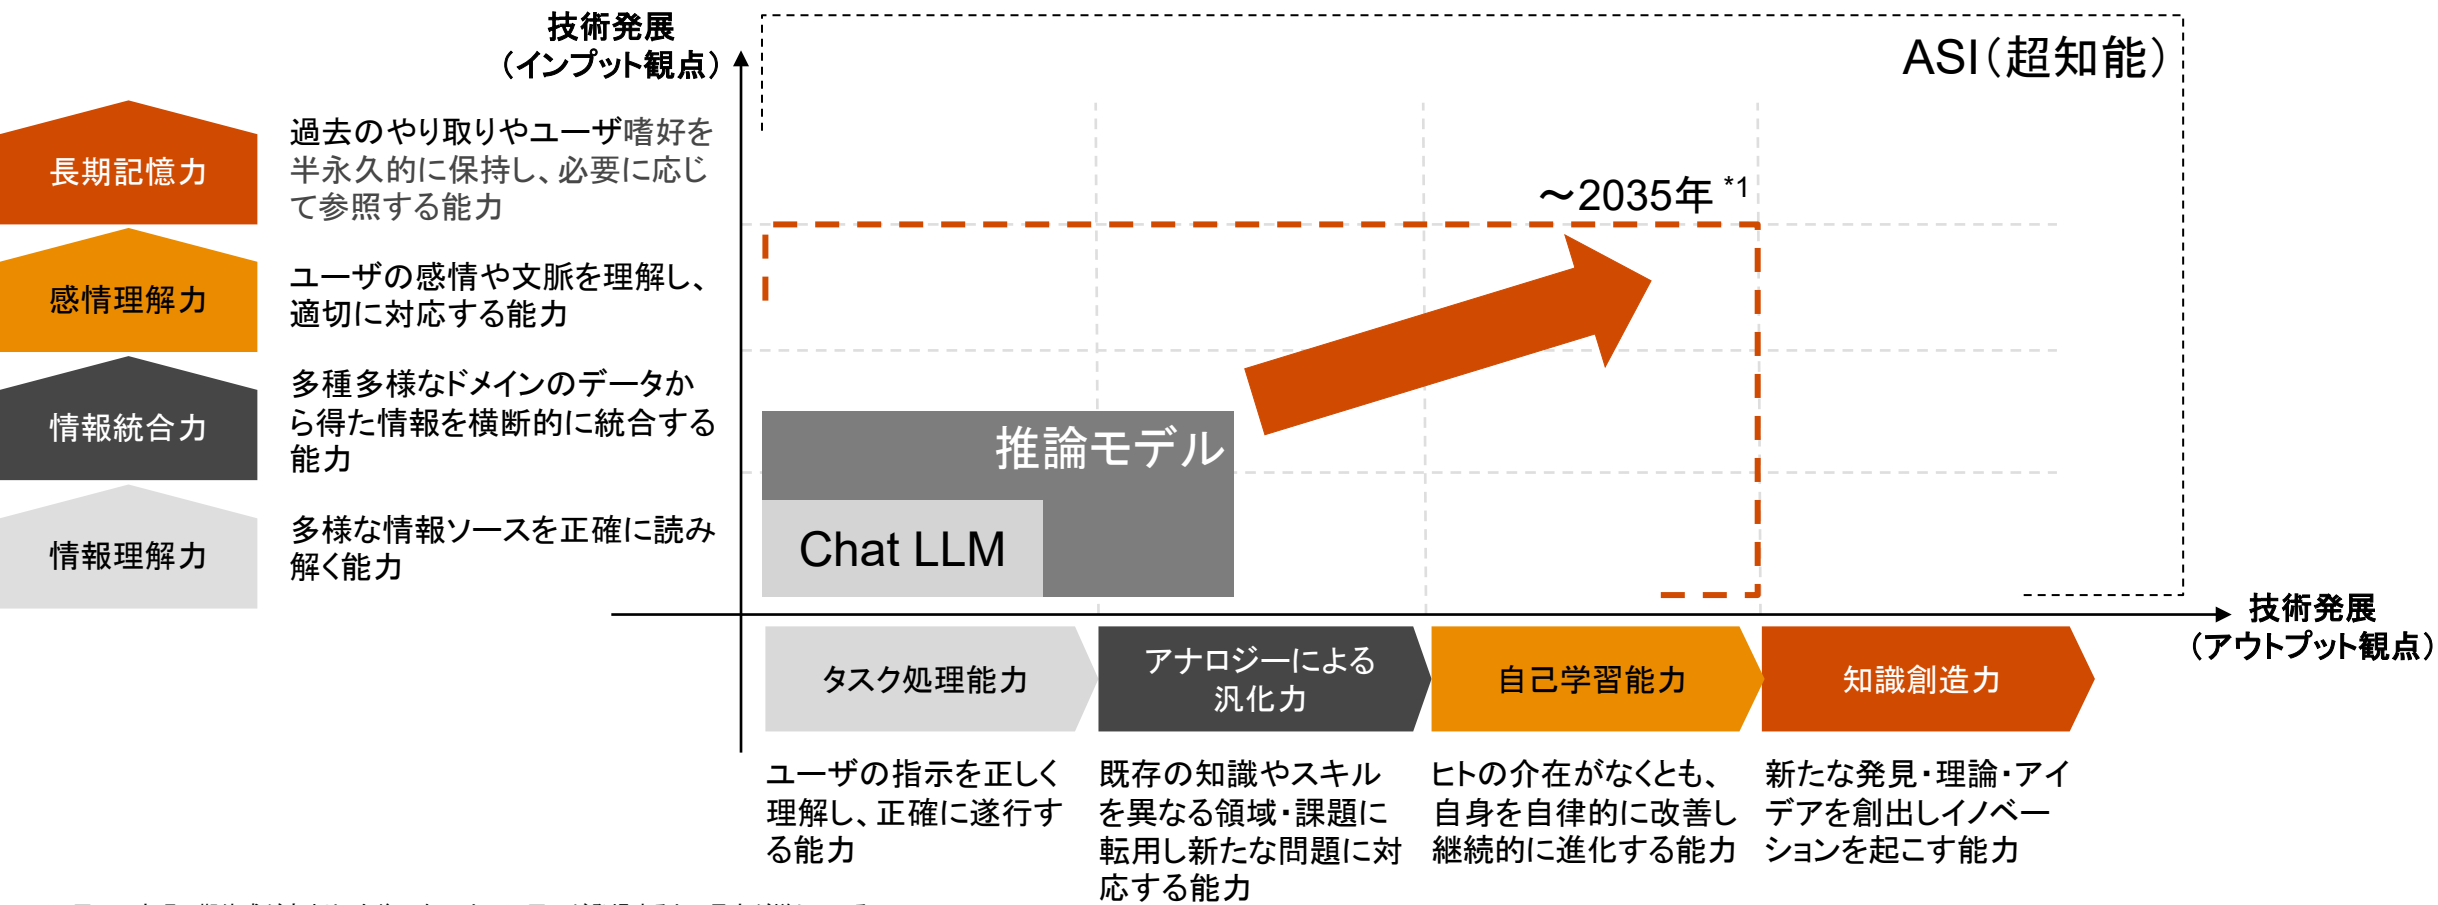 技術発展
（インプット観点）
ASI（超知能）
長期記憶力
過去のやり取りやユーザ嗜好を
半永久的に保持し、必要に応じ
て参照する能力
～2035年 *1
感情理解力
ユーザの感情や文脈を理解し、
適切に対応する能力
情報統合力
多種多様なドメインのデータか
ら得た情報を横断的に統合する
能力
推論モデル
Chat LLM
情報理解力
多様な情報ソースを正確に読み
解く能力
技術発展
（アウトプット観点）
タスク処理能力
アナロジーによる
汎化力
自己学習能力
知識創造力
ユーザの指示を正しく
理解し、正確に遂行す
る能力
既存の知識やスキル
を異なる領域・課題に
転用し新たな問題に対
応する能力
ヒトの介在がなくとも、
自身を自律的に改善し
継続的に進化する能力
新たな発見・理論・アイ
デアを創出しイノベー
ションを起こす能力